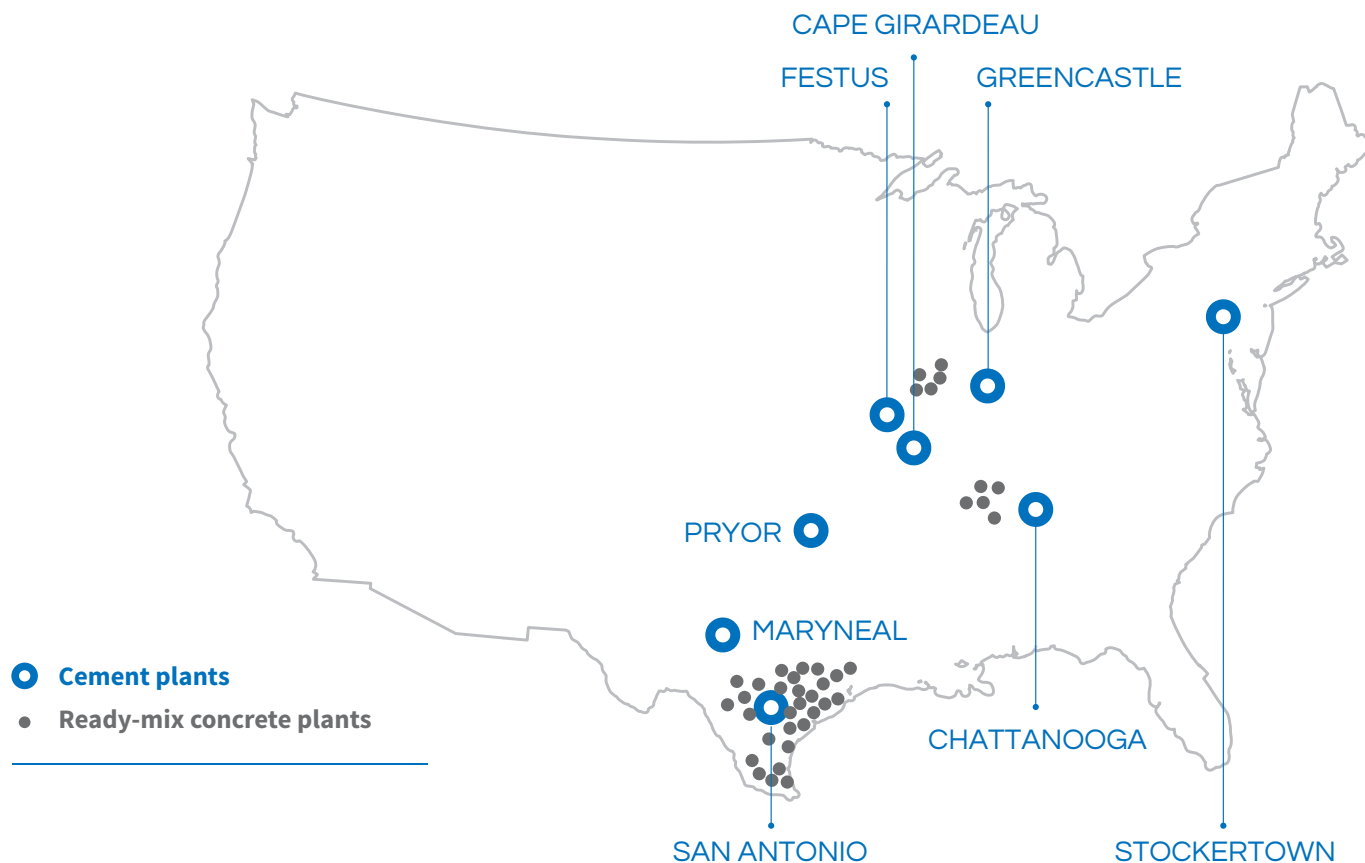 CAPE GIRARDEAU
FESTUS
GREENCASTLE
PRYOR
MARYNEAL
Cement plants
Ready-mix concrete plants
CHATTANOOGA
SAN ANTONIO
STOCKERTOWN